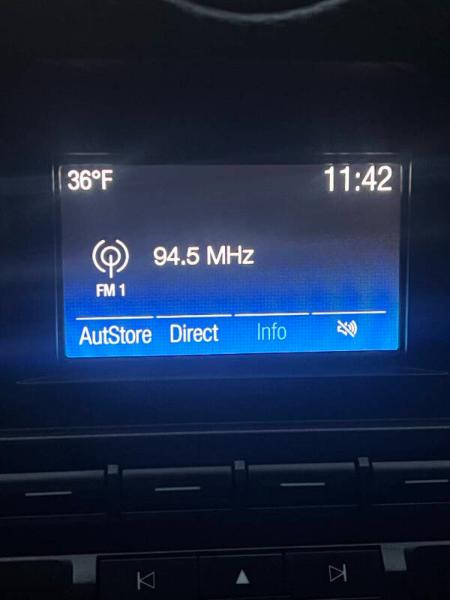 36°F 11:42
94.5 MHz
FM 1
AutStore Direct Info